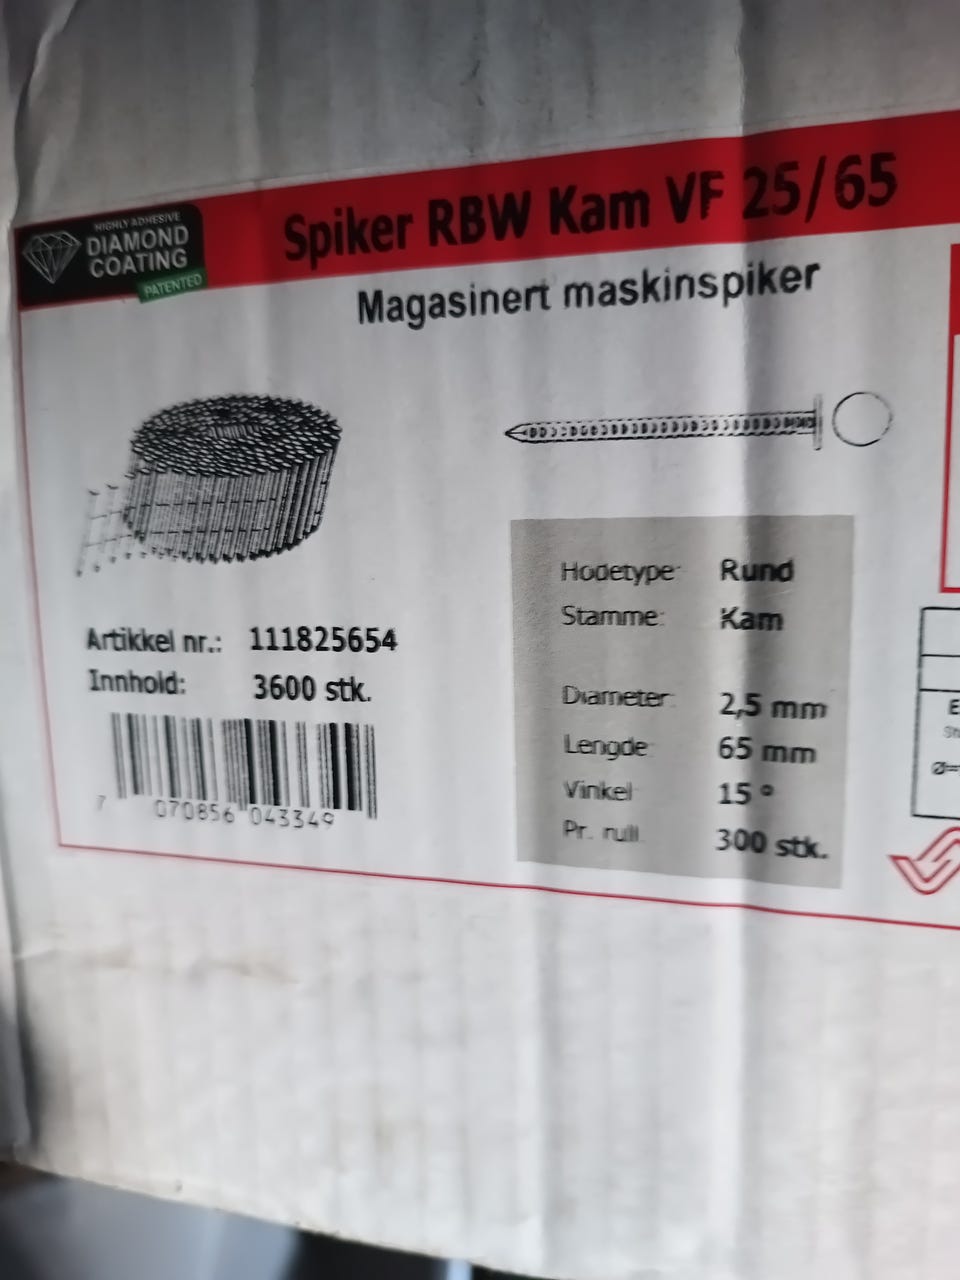 HIGHLY ADHESIVE
DIAMOND
COATING
PATENTED
Spiker RBW Kam VF 25/65
Magasinert maskinspiker
Artikkel nr.: 111825654
Innhold: 3600 stk.
7 070856 043349
Hodetype: Rund
Stamme: Kam
Diameter: 2,5 mm
Lengde: 65 mm
Vinkel 15 °
Pr. rull 300 stk.
E
Ø=